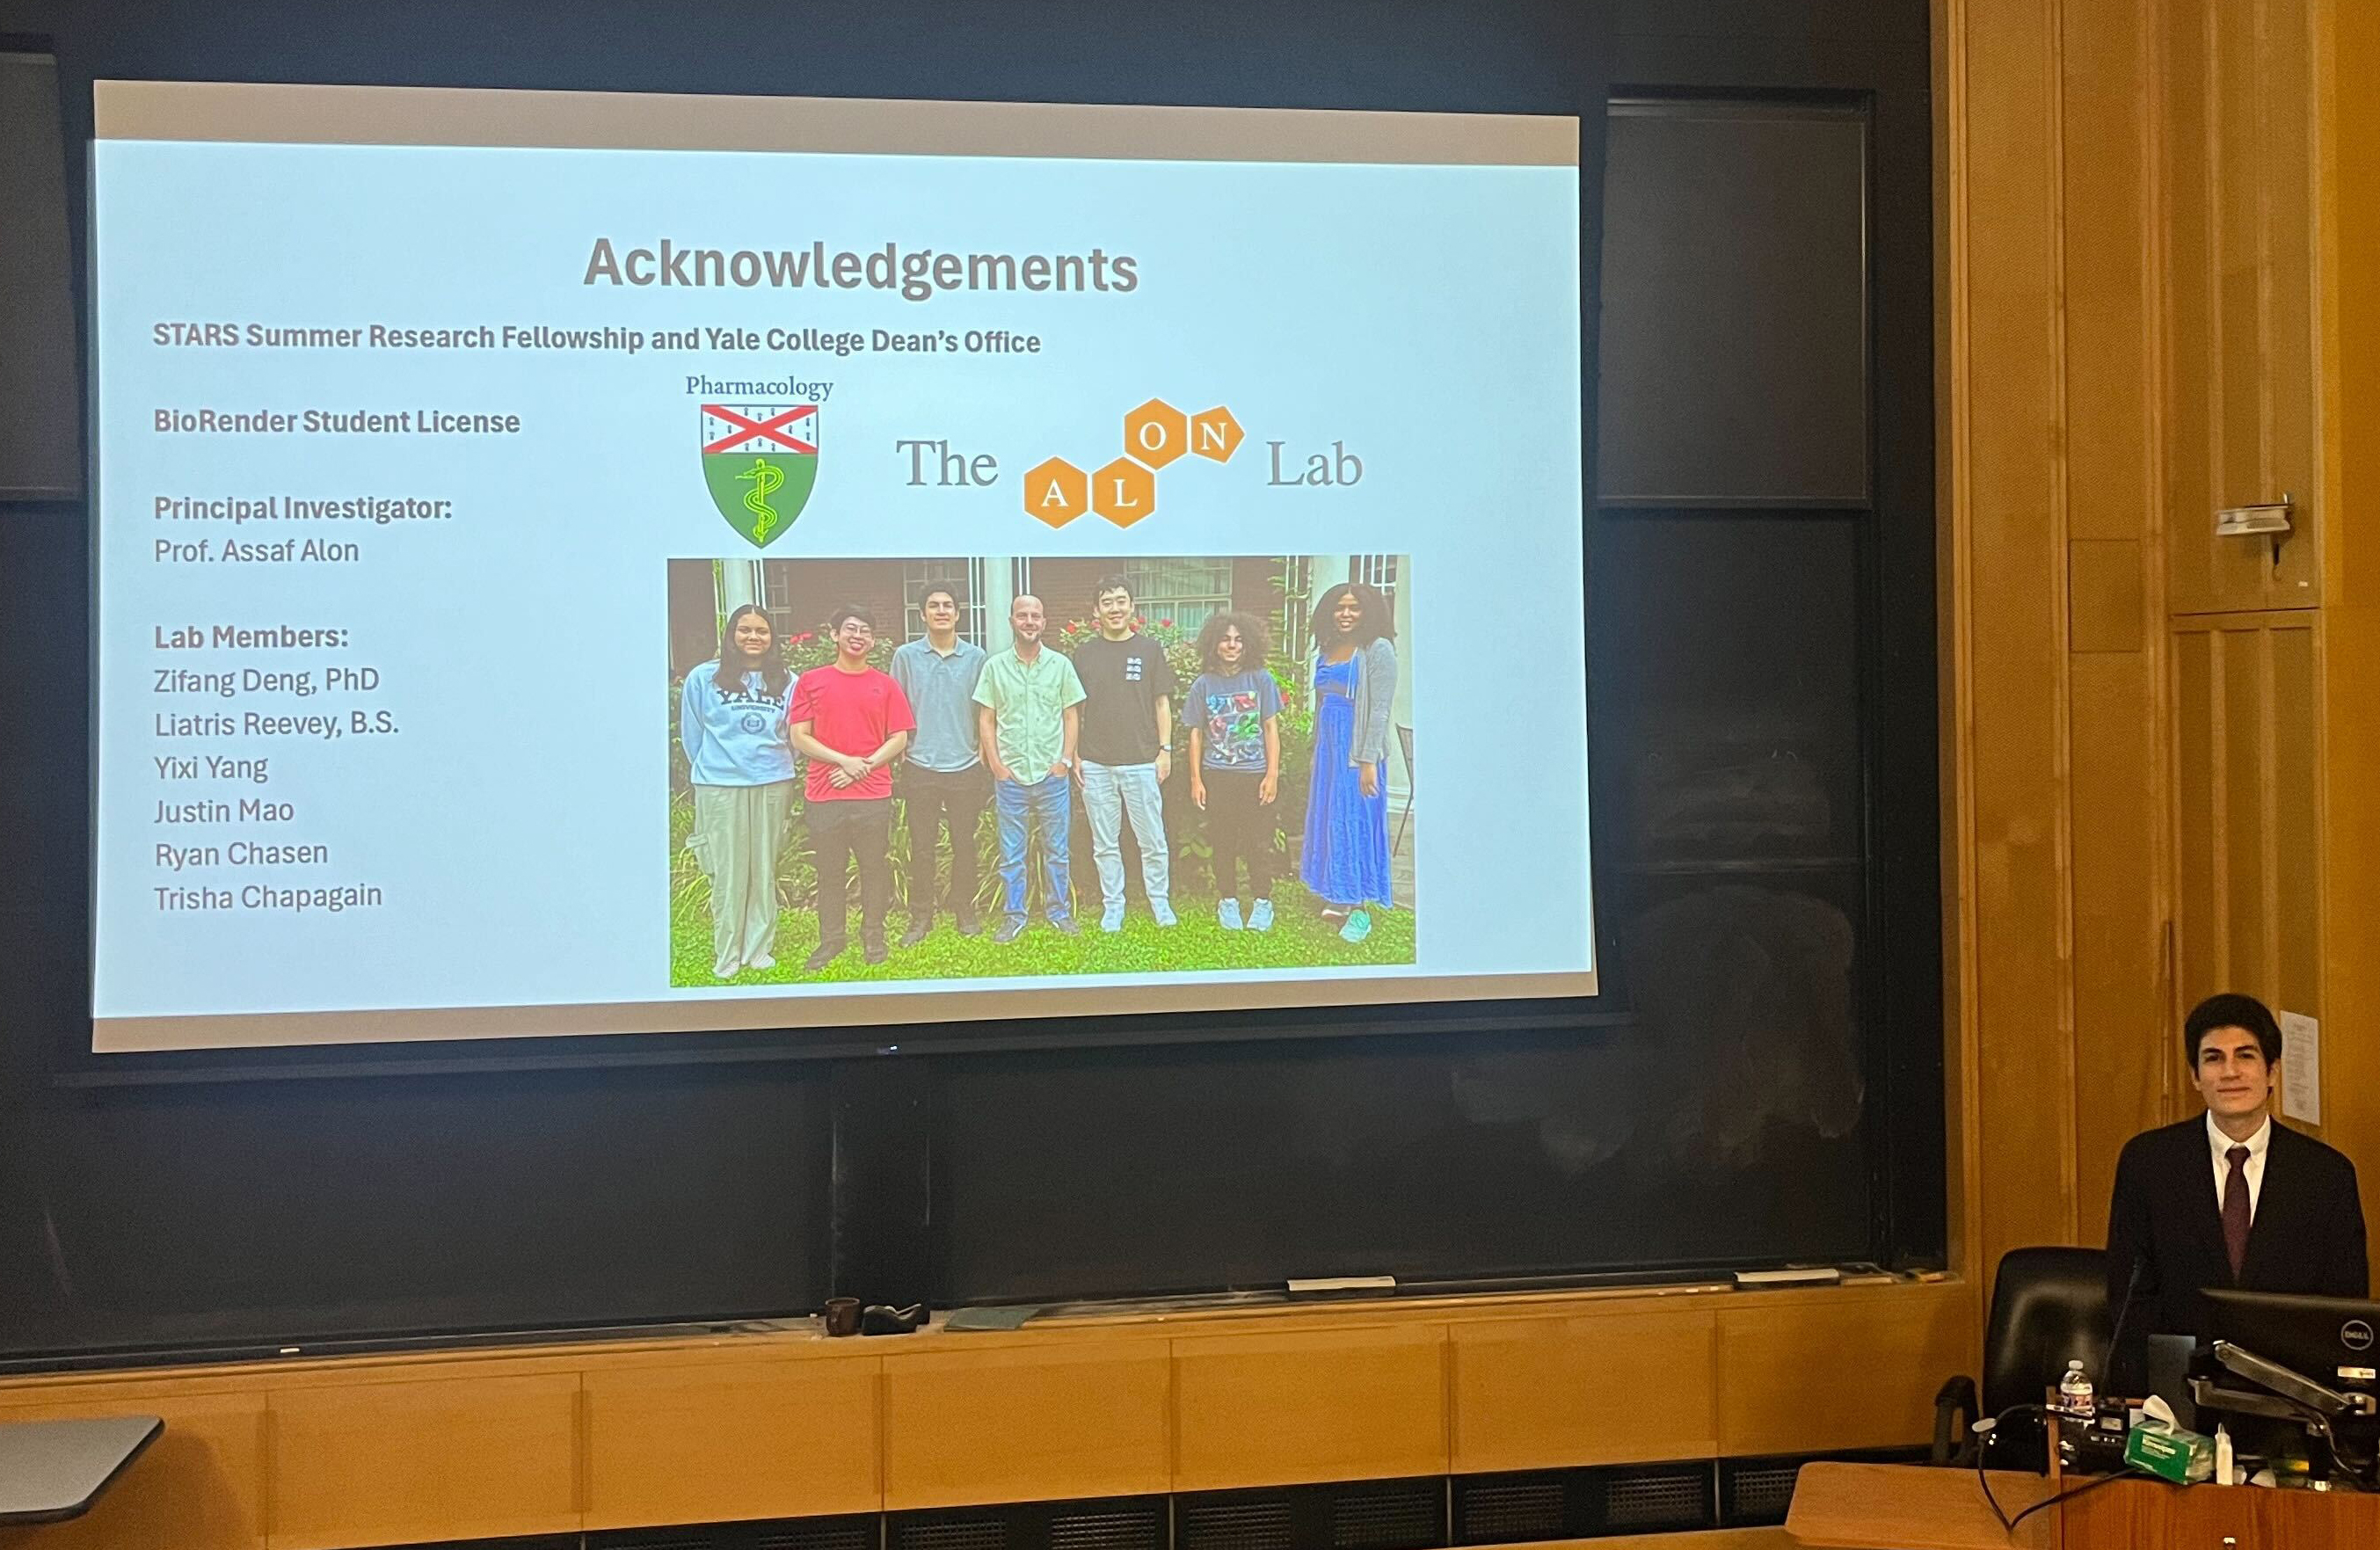 Acknowledgements
STARS Summer Research Fellowship and Yale College Dean's Office
BioRender Student License
Pharmacology
The ALON Lab
Principal Investigator:
Prof. Assaf Alon
Lab Members:
Zifang Deng, PhD
Liatris Reevey, B.S.
Yixi Yang
Justin Mao
Ryan Chasen
Trisha Chapagain
YALE
UNIVERSITY
DELL